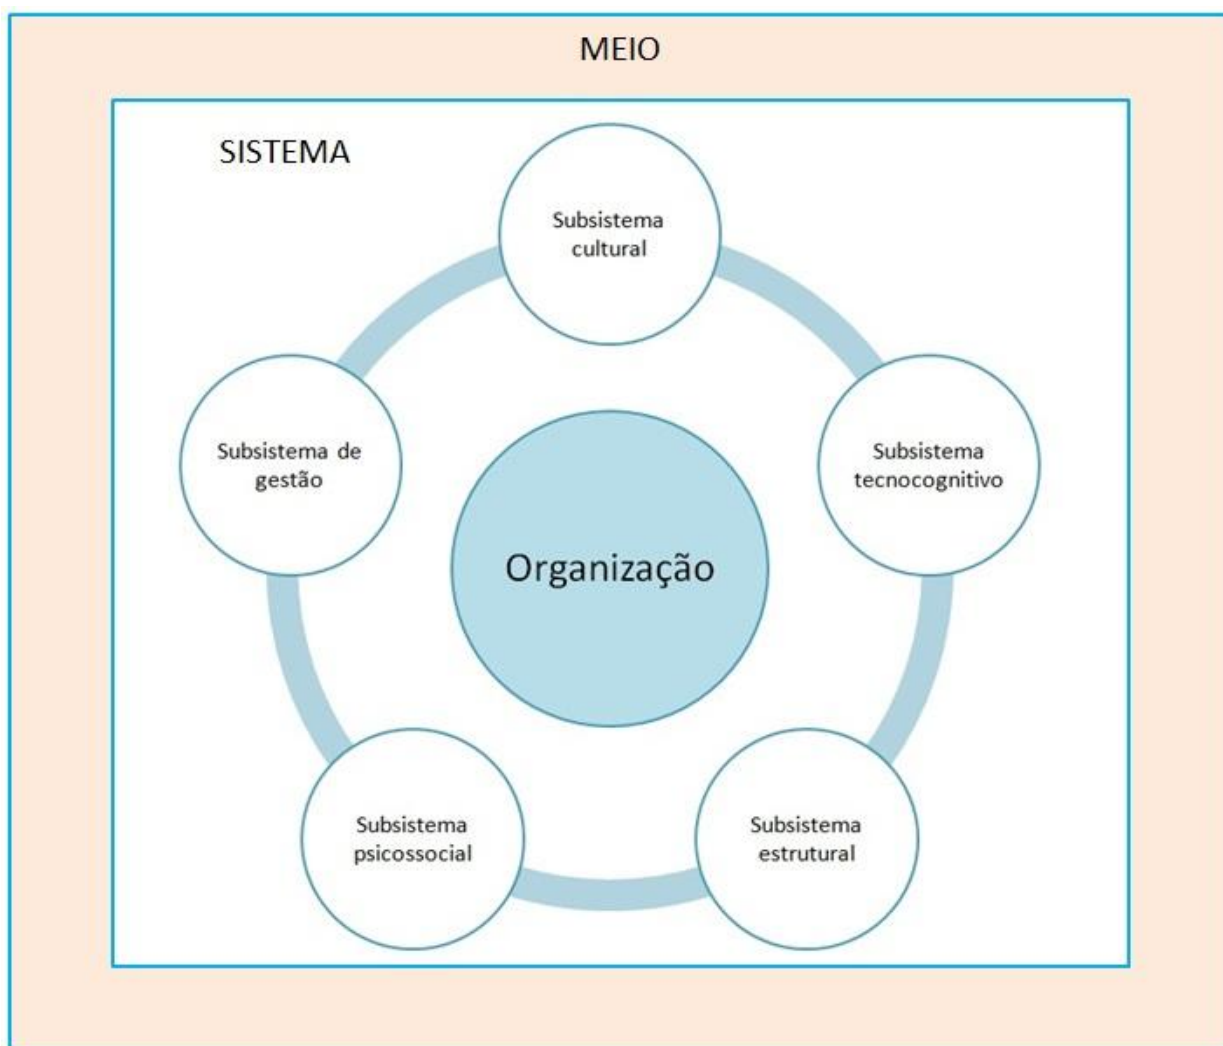 MEIO
SISTEMA
Subsistema
cultural
Subsistema de
gestão
Subsistema
tecnocognitivo
Organização
Subsistema
psicossocial
Subsistema
estrutural